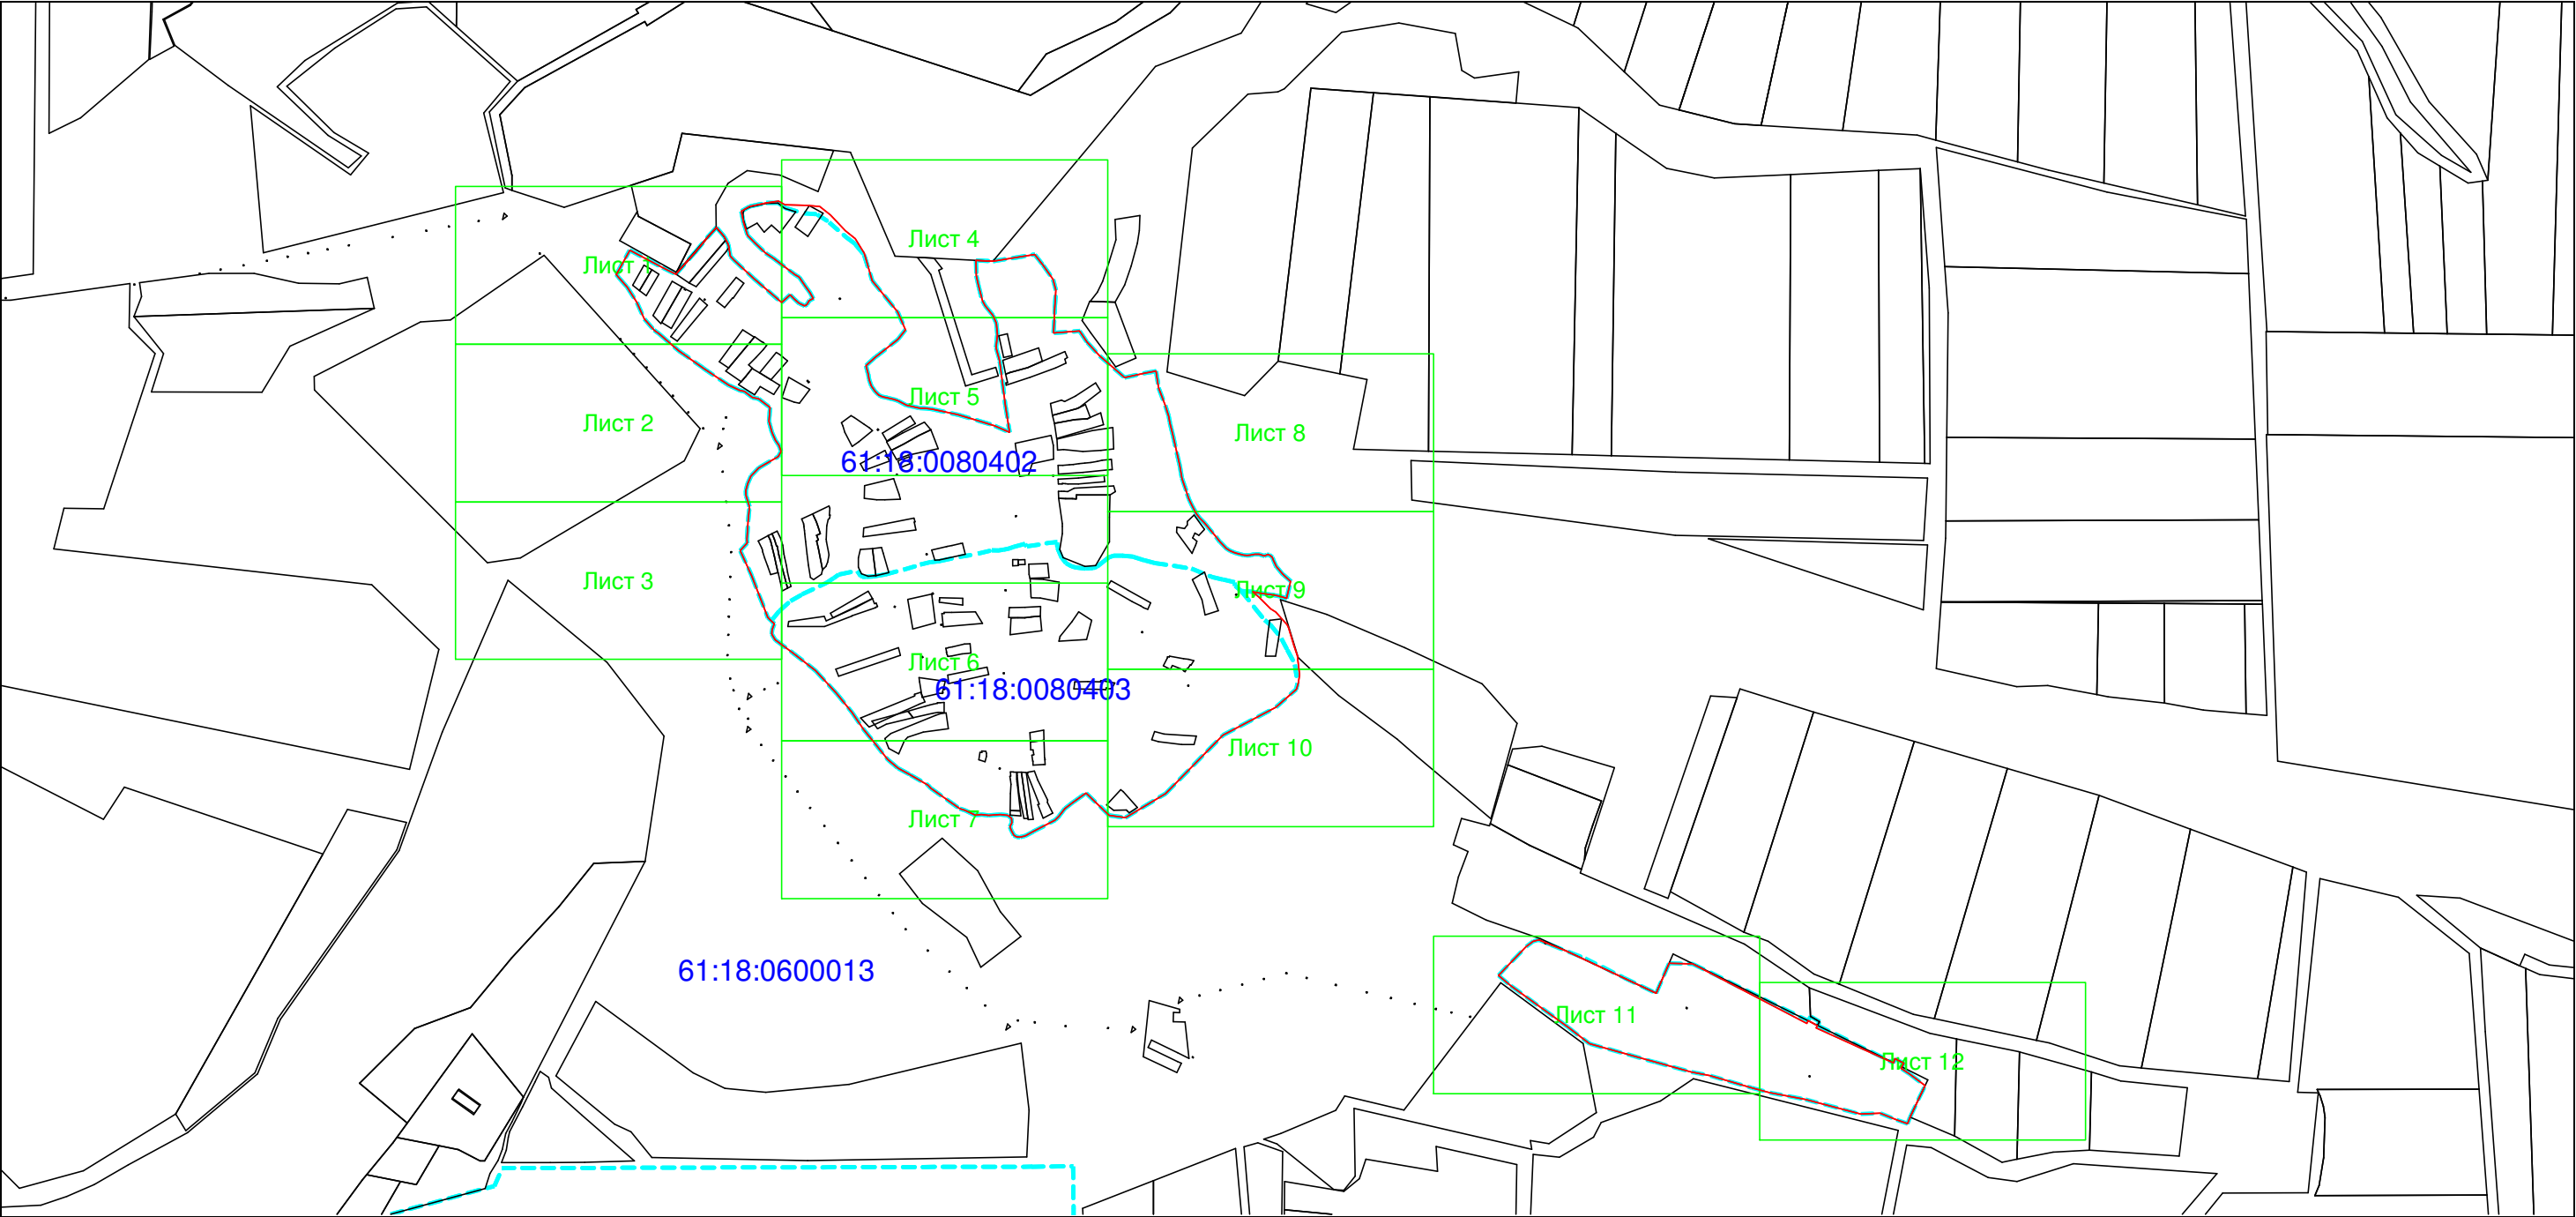 Лист 4
Лист 1
Лист 5
Лист 2
Лист 8
61:18:0080402
Лист 3
Лист 9
Лист 6
61:18:0080403
Лист 10
Лист 7
61:18:0600013
Лист 11
Лист 12